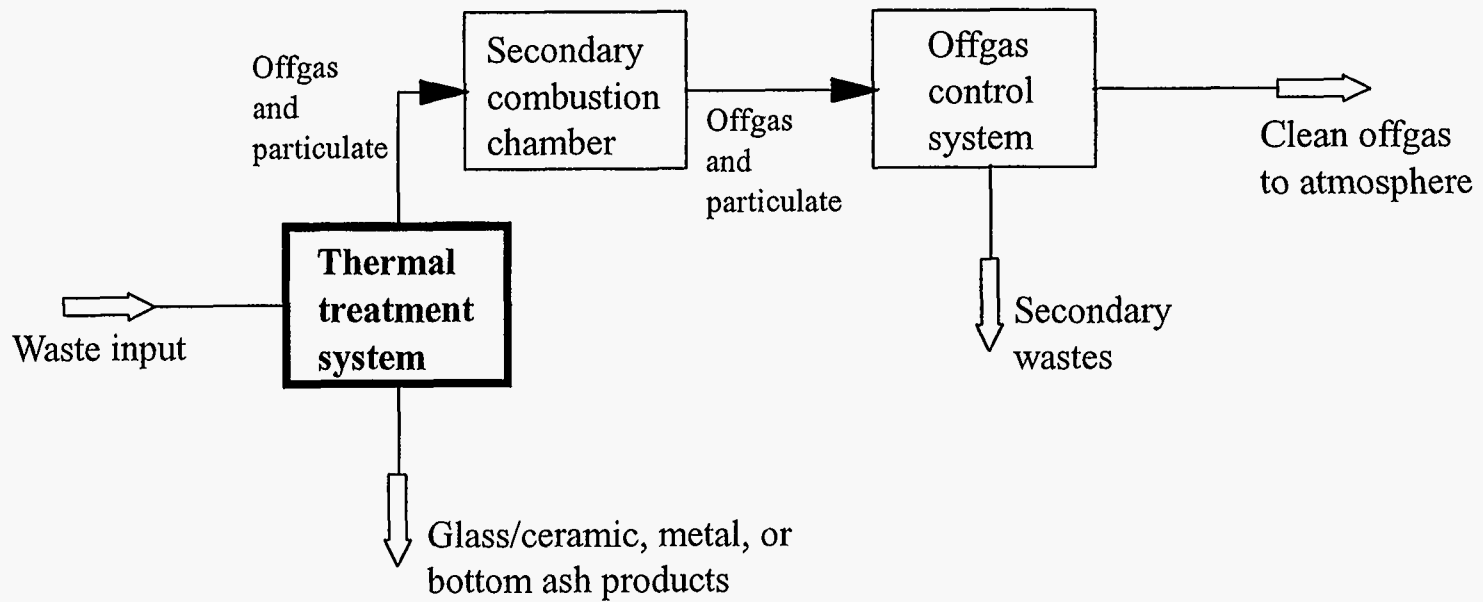 Offgas
and
particulate
Secondary
combustion
chamber
Offgas
and
particulate
Offgas
control
system
Clean offgas
to atmosphere
Waste input
Thermal
treatment
system
Secondary
wastes
Glass/ceramic, metal, or
bottom ash products